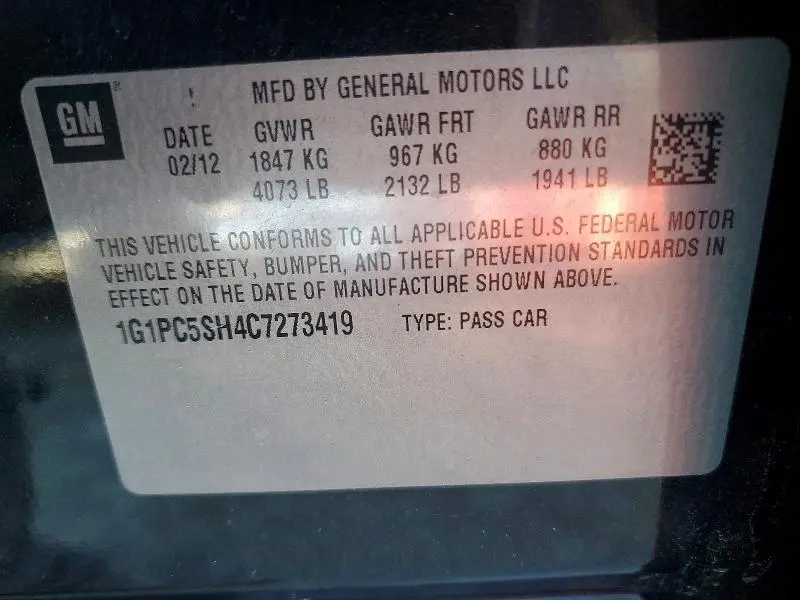 GM
MFD BY GENERAL MOTORS LLC
DATE GVWR GAWR FRT GAWR RR
02/12 1847 KG 967 KG 880 KG
4073 LB 2132 LB 1941 LB
THIS VEHICLE CONFORMS TO ALL APPLICABLE U.S. FEDERAL MOTOR
VEHICLE SAFETY, BUMPER, AND THEFT PREVENTION STANDARDS IN
EFFECT ON THE DATE OF MANUFACTURE SHOWN ABOVE.
1G1PC5SH4C7273419 TYPE: PASS CAR